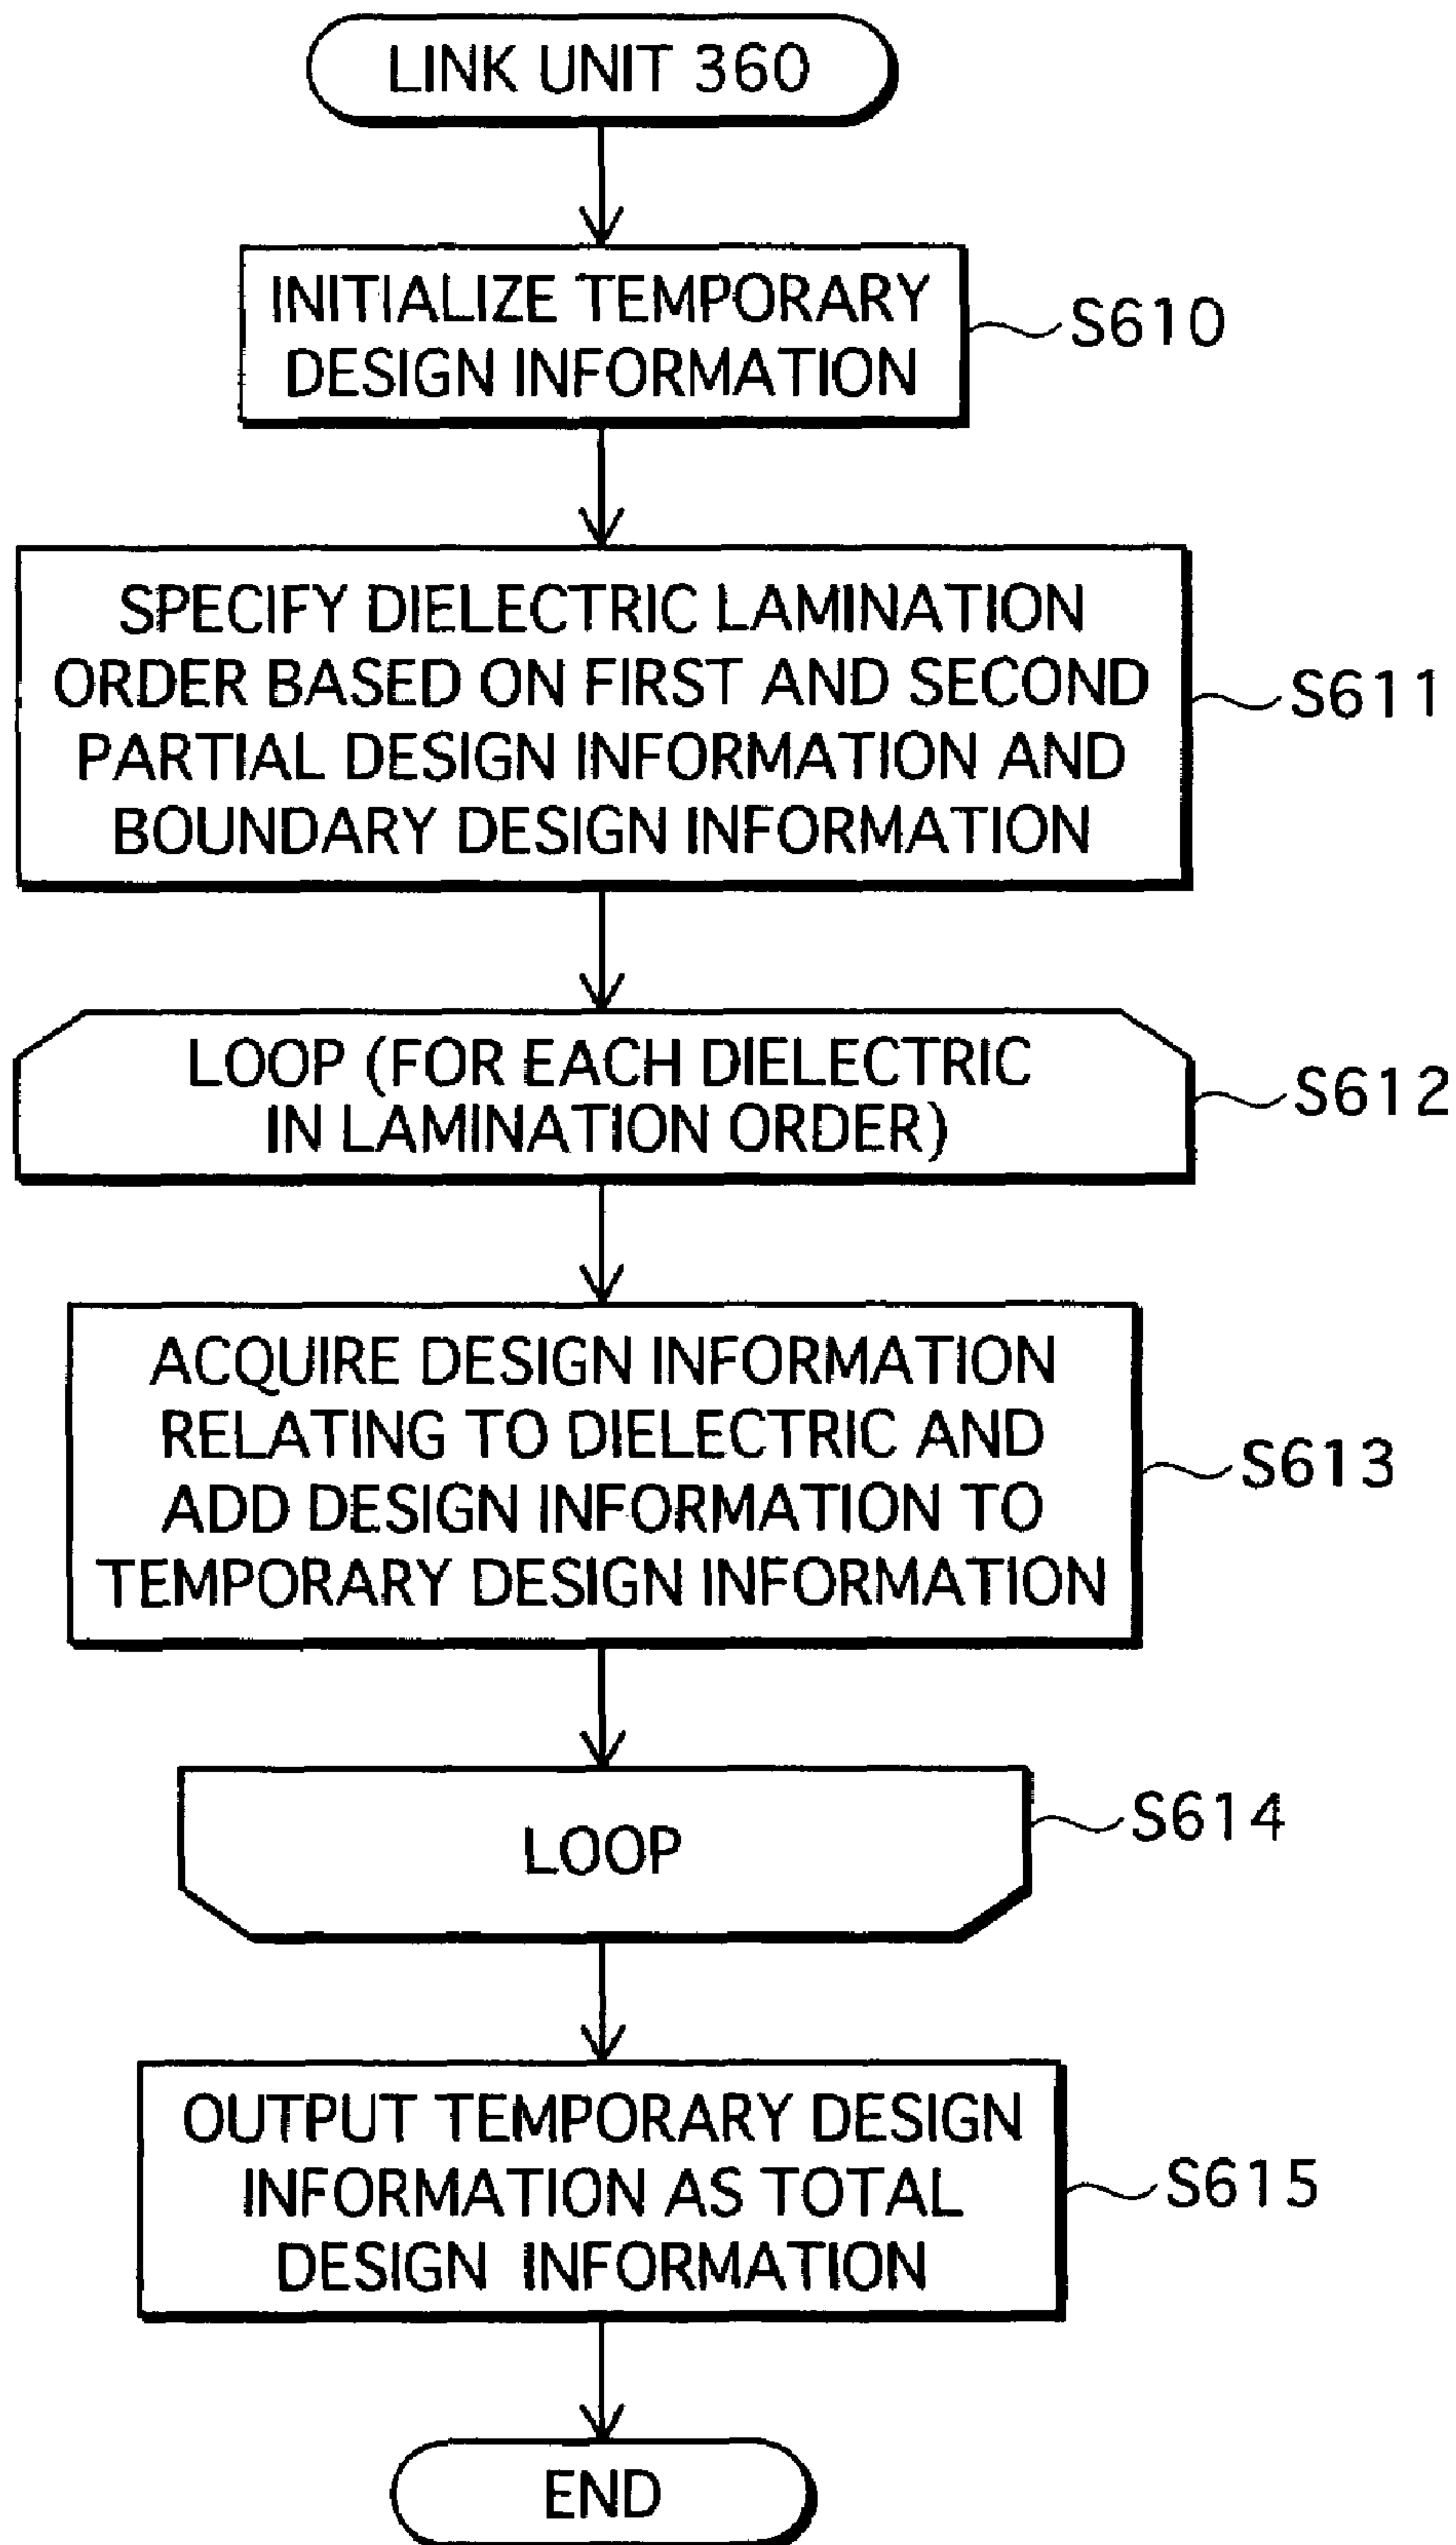 LINK UNIT 360
INITIALIZE TEMPORARY
DESIGN INFORMATION
S610
SPECIFY DIELECTRIC LAMINATION
ORDER BASED ON FIRST AND SECOND
PARTIAL DESIGN INFORMATION AND
BOUNDARY DESIGN INFORMATION
S611
LOOP (FOR EACH DIELECTRIC
IN LAMINATION ORDER)
S612
ACQUIRE DESIGN INFORMATION
RELATING TO DIELECTRIC AND
ADD DESIGN INFORMATION TO
TEMPORARY DESIGN INFORMATION
S613
LOOP
S614
OUTPUT TEMPORARY DESIGN
INFORMATION AS TOTAL
DESIGN INFORMATION
S615
END